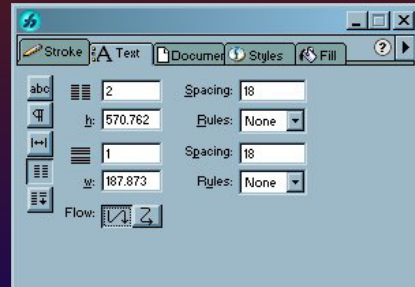 Stroke A Text Documer Styles Fill ?
abc 2 Spacing: 18
¶ h: 570.762 Rules: None
1 Spacing: 18
w: 187.873 Rules: None
Flow: